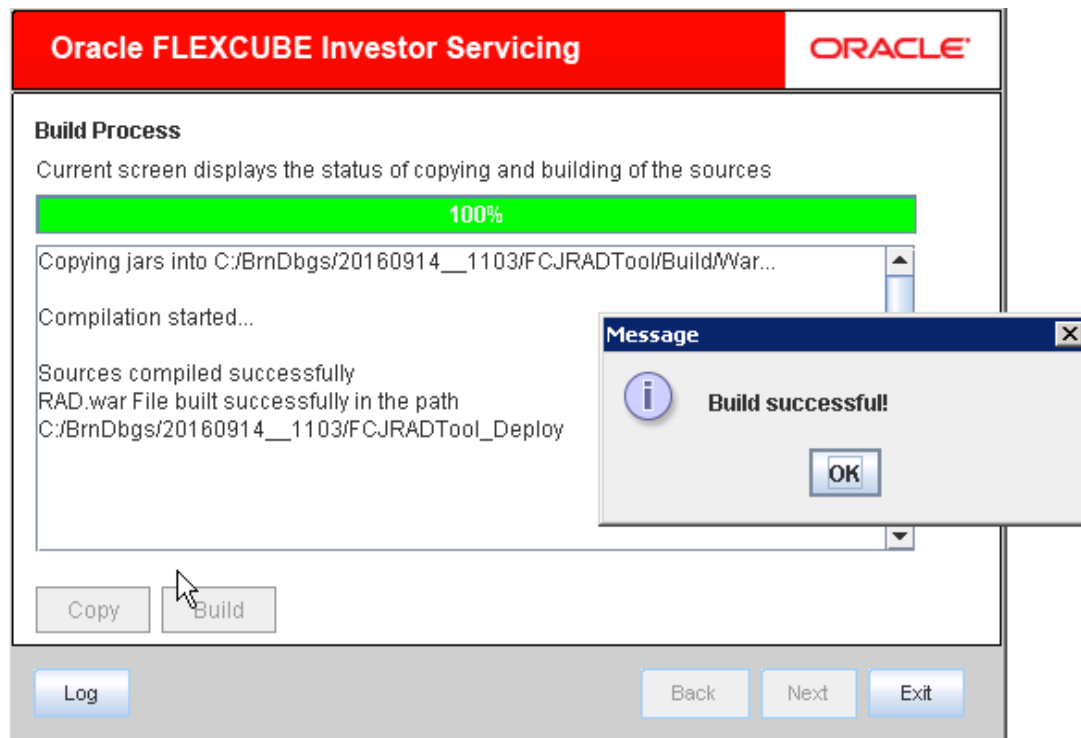 Oracle FLEXCUBE Investor Servicing
ORACLE
Build Process
Current screen displays the status of copying and building of the sources
100%
Copying jars into C:/BrnDbgs/20160914__1103/FCJRADTool/Build/War...
Compilation started...
Sources compiled successfully
RAD.war File built successfully in the path
C:/BrnDbgs/20160914__1103/FCJRADTool_Deploy
Message
i
Build successful!
OK
Copy
Build
Log
Back
Next
Exit